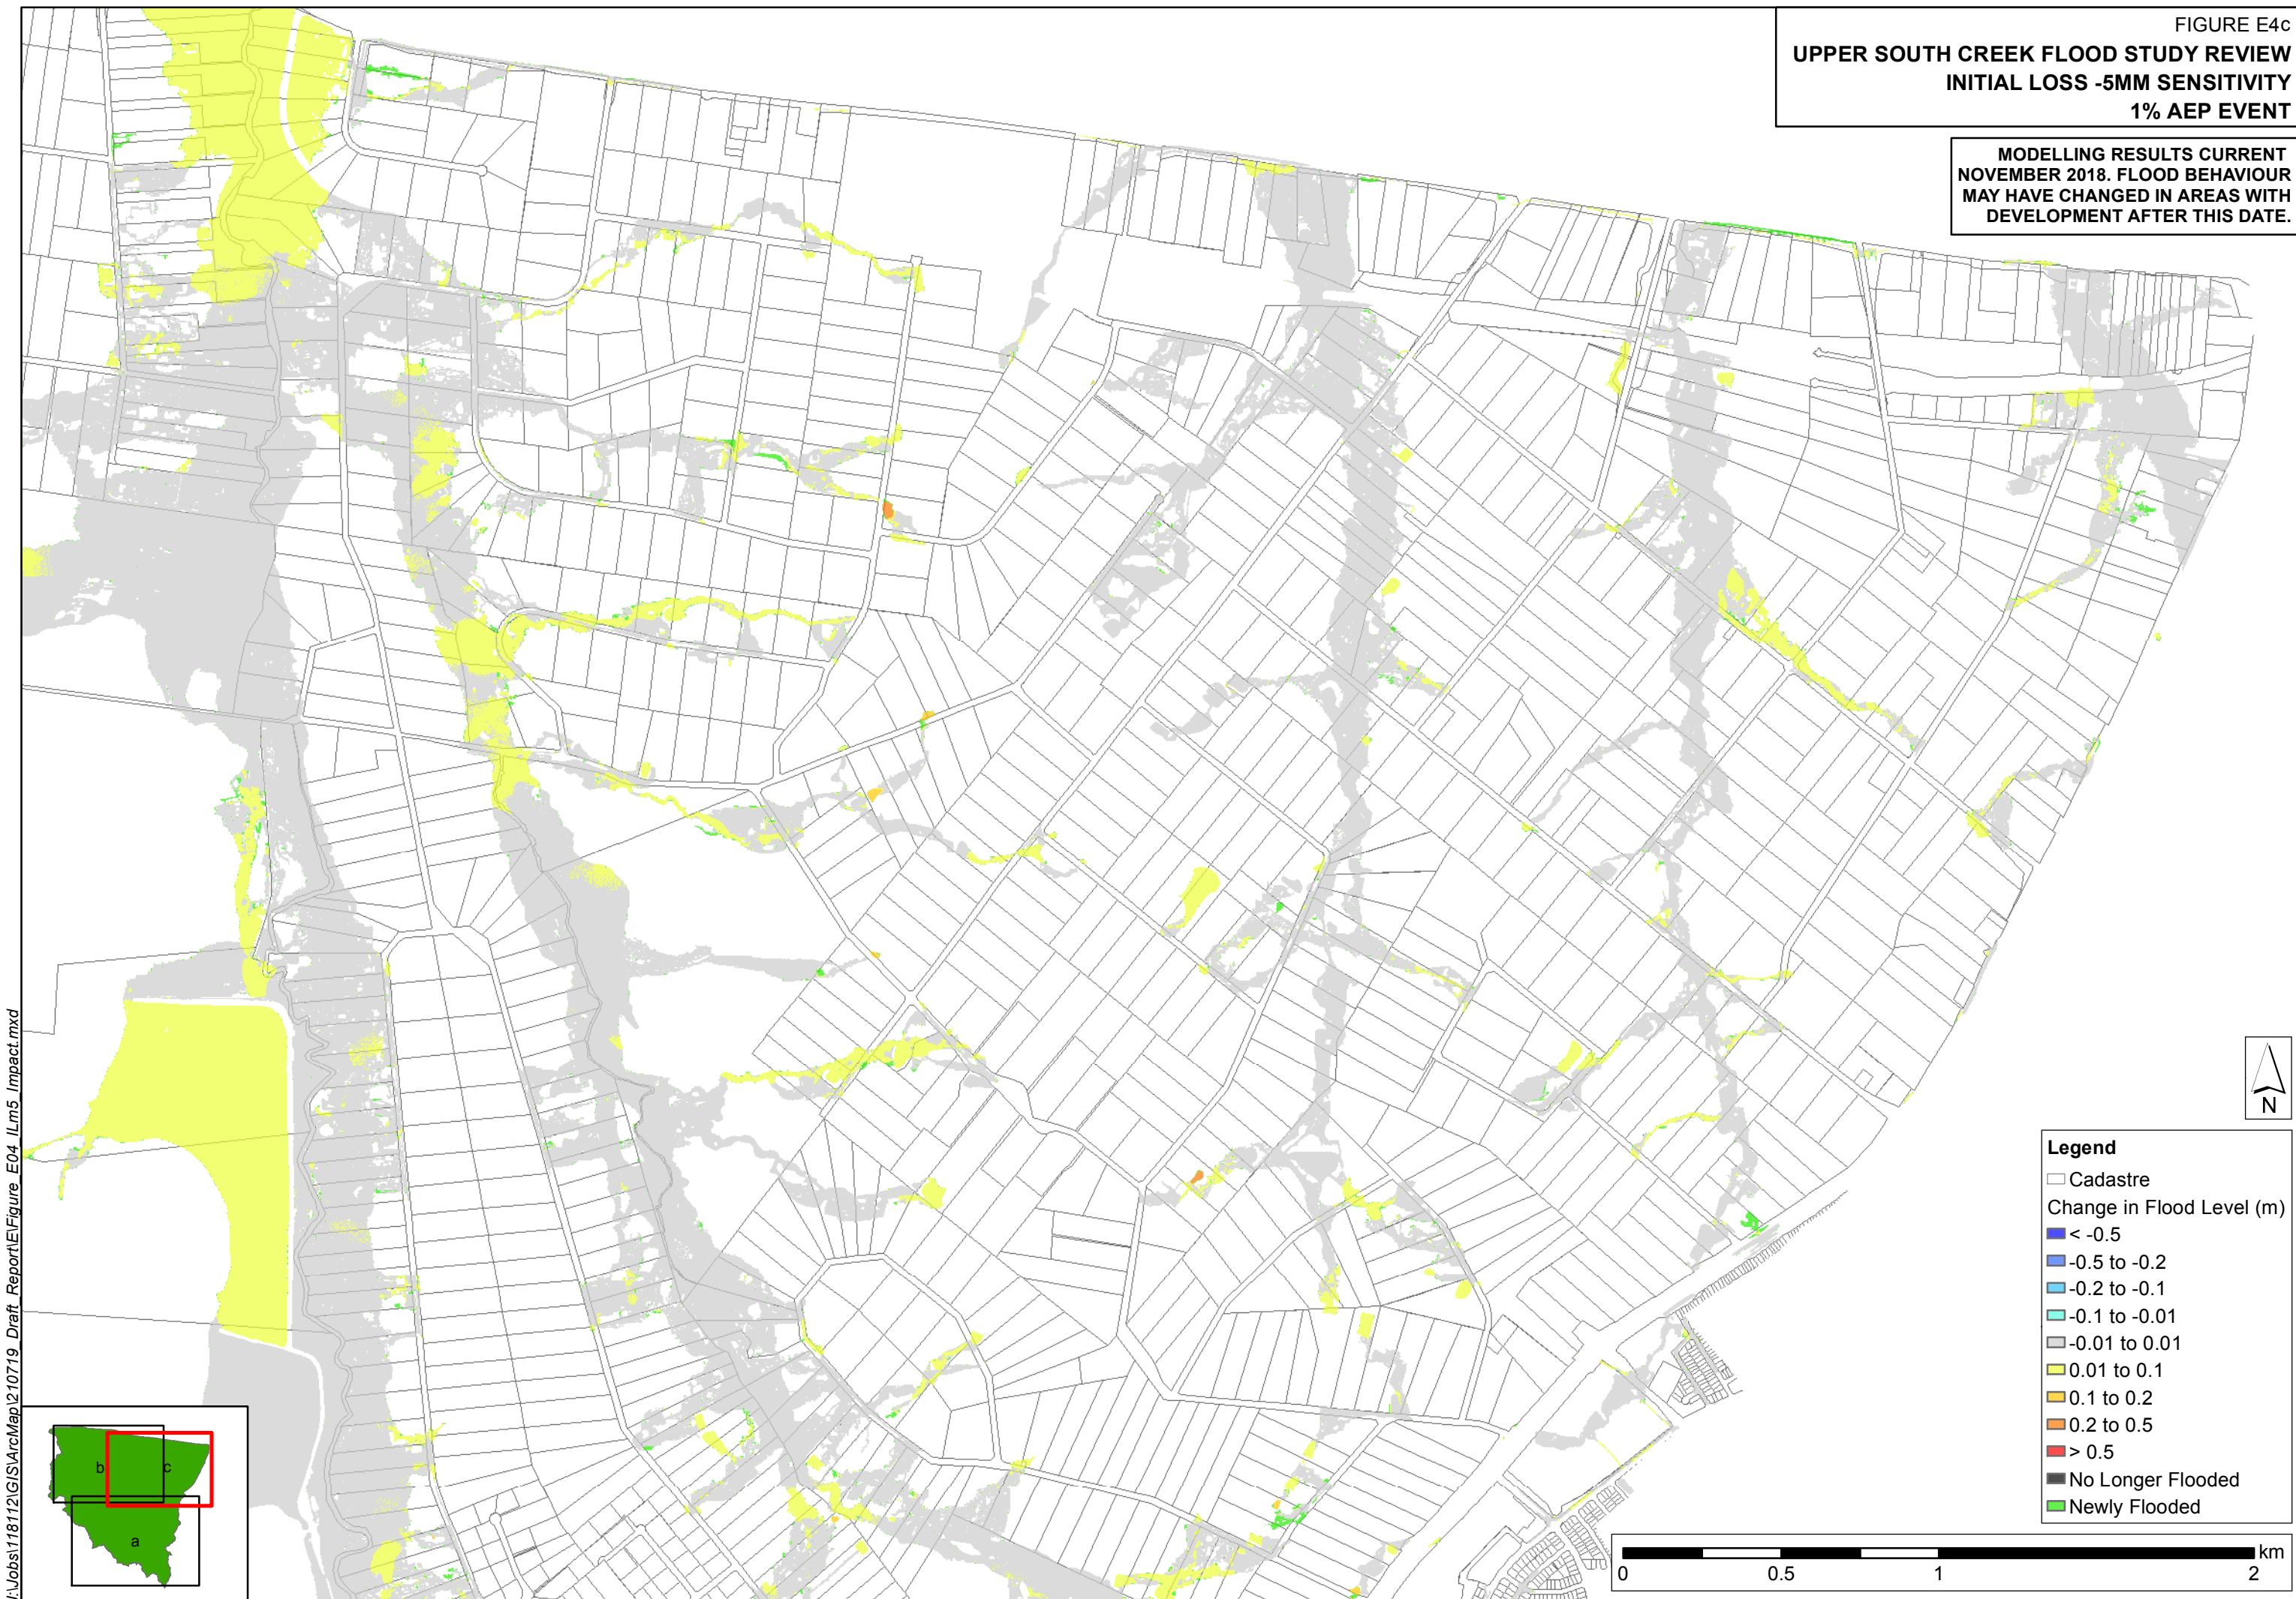 FIGURE E4c
UPPER SOUTH CREEK FLOOD STUDY REVIEW
INITIAL LOSS -5MM SENSITIVITY
1% AEP EVENT
MODELLING RESULTS CURRENT
NOVEMBER 2018. FLOOD BEHAVIOUR
MAY HAVE CHANGED IN AREAS WITH
DEVELOPMENT AFTER THIS DATE.
N
Legend
Cadastre
Change in Flood Level (m)
< -0.5
-0.5 to -0.2
-0.2 to -0.1
-0.1 to -0.01
-0.01 to 0.01
0.01 to 0.1
0.1 to 0.2
0.2 to 0.5
> 0.5
No Longer Flooded
Newly Flooded
km
0 0.5 1 2
b c
a
I:\Jobs\118112\GIS\ArcMap\210719_Draft_Report\E\Figure_E04_ILm5_Impact.mxd